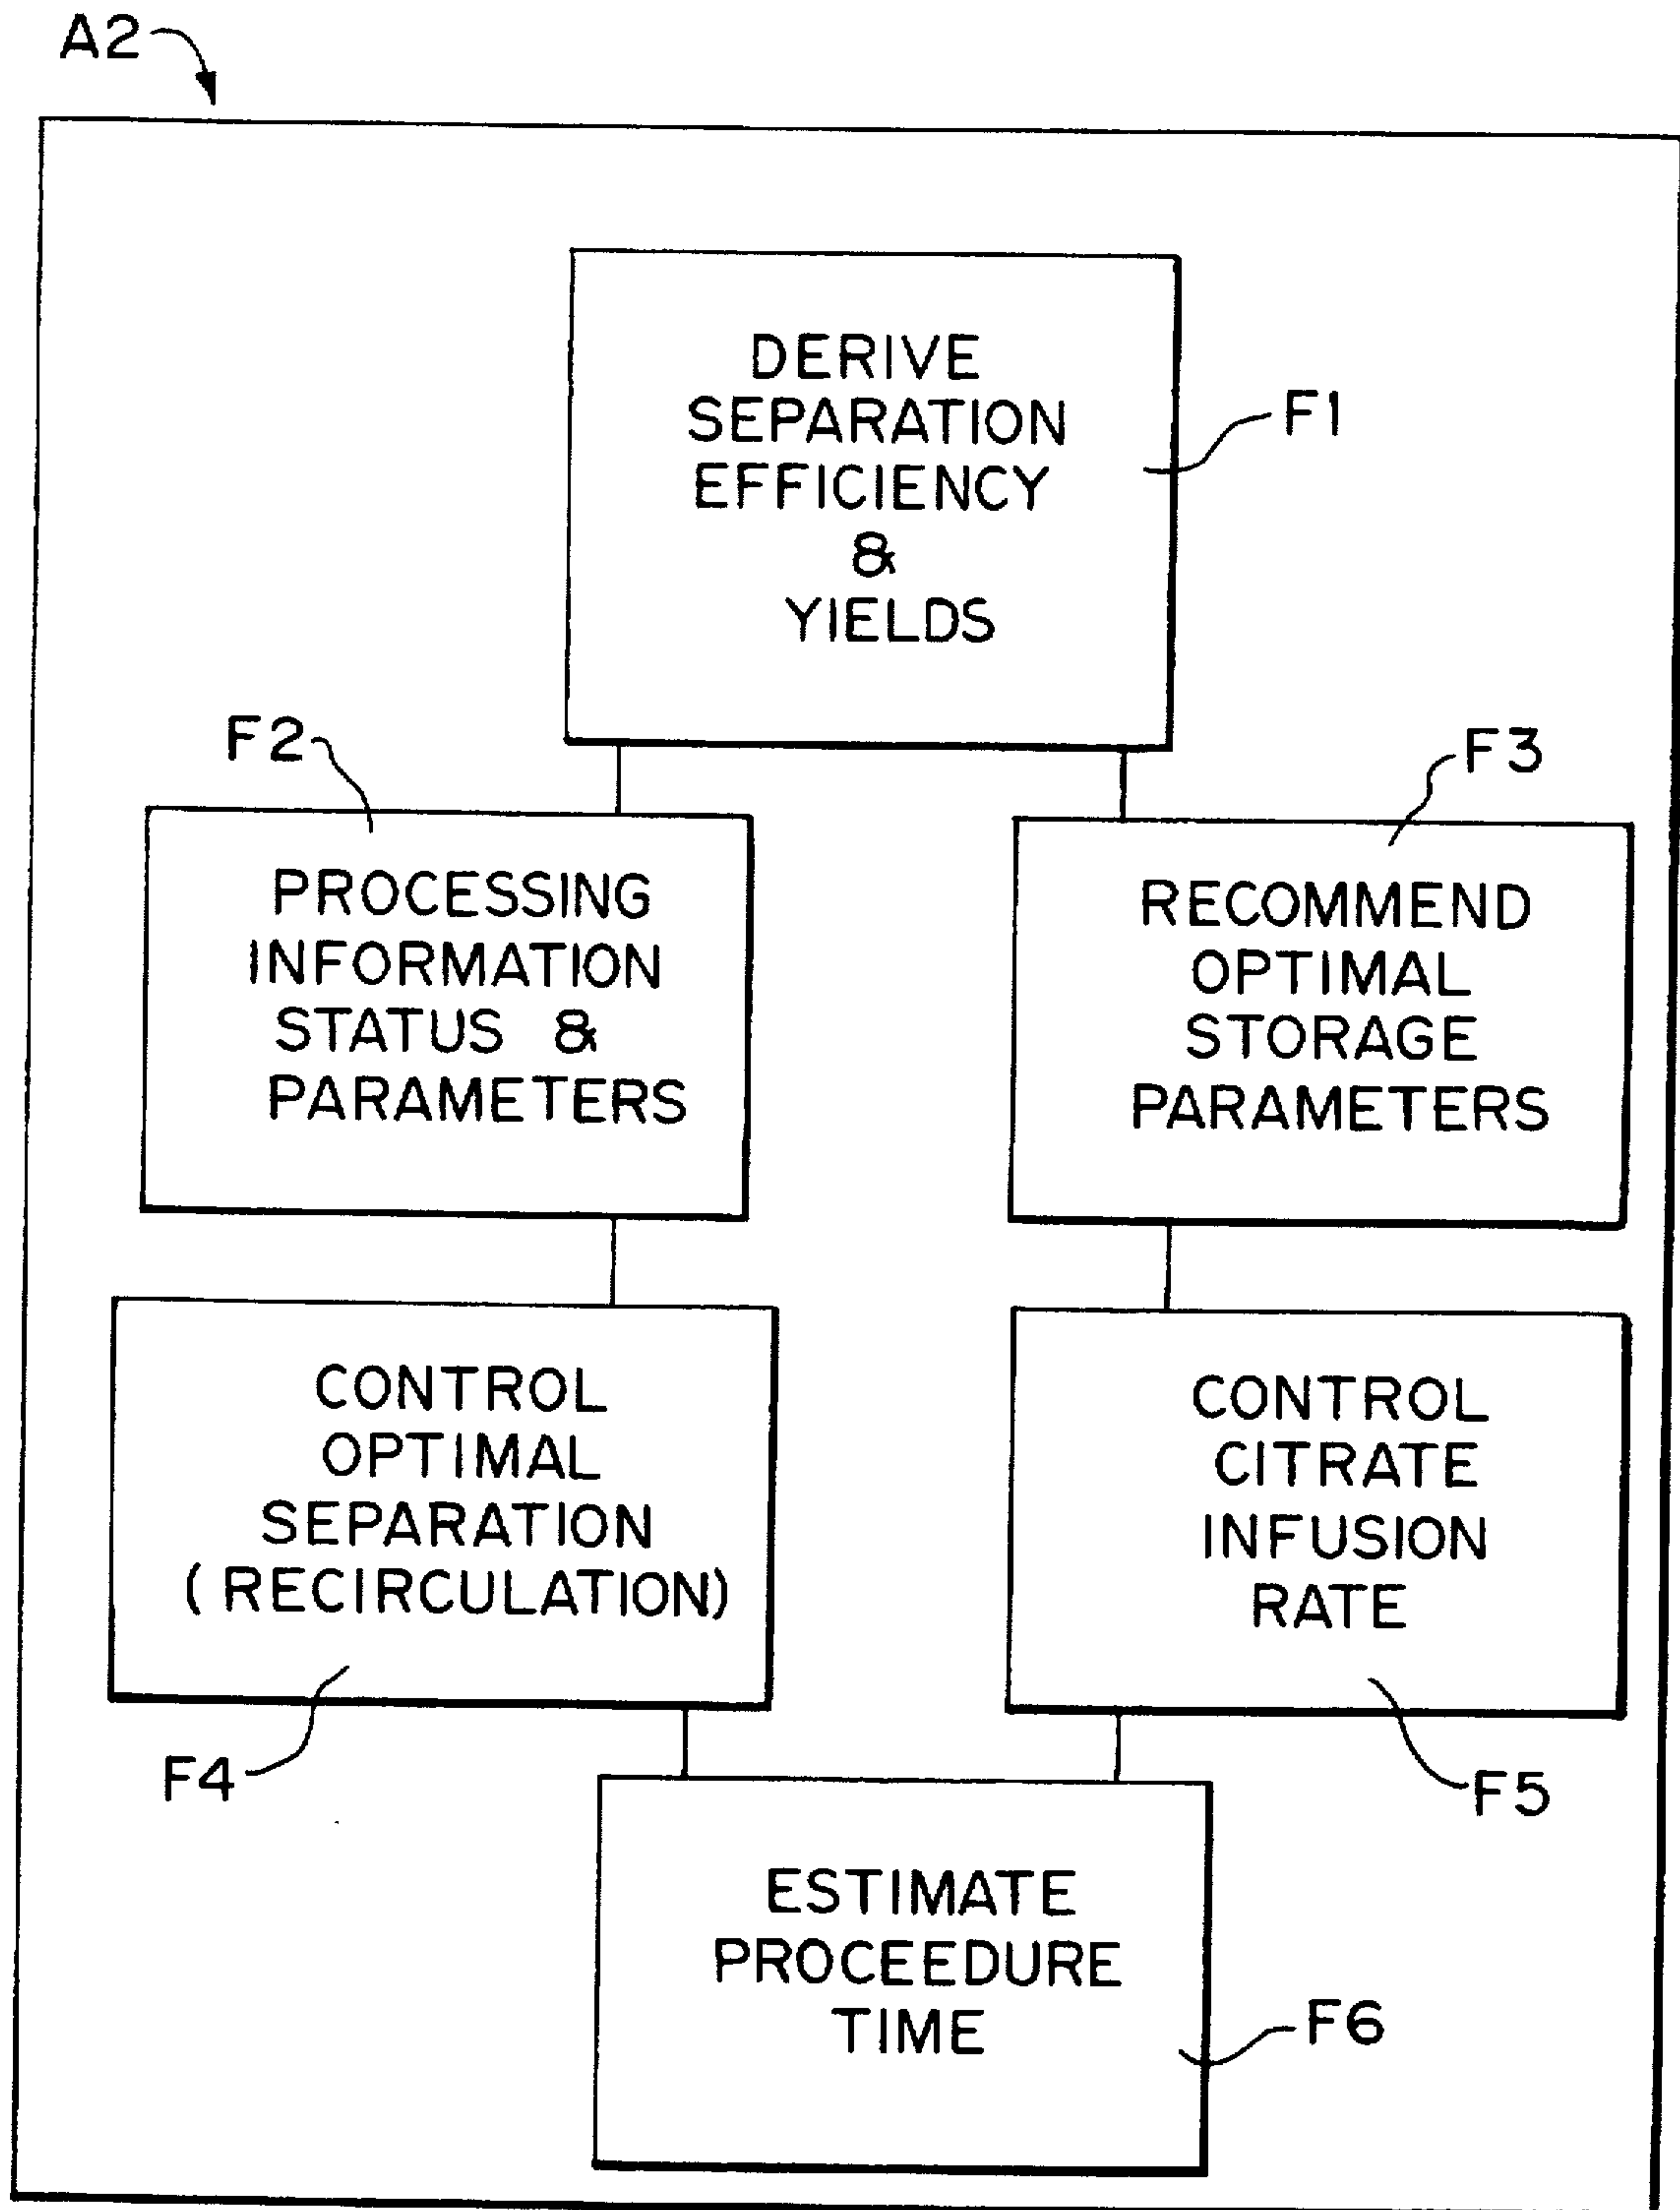 A2
DERIVE
SEPARATION
EFFICIENCY
&
YIELDS
F1
F2
PROCESSING
INFORMATION
STATUS &
PARAMETERS
F3
RECOMMEND
OPTIMAL
STORAGE
PARAMETERS
CONTROL
OPTIMAL
SEPARATION
( RECIRCULATION)
F4
CONTROL
CITRATE
INFUSION
RATE
F5
ESTIMATE
PROCEEDURE
TIME
F6